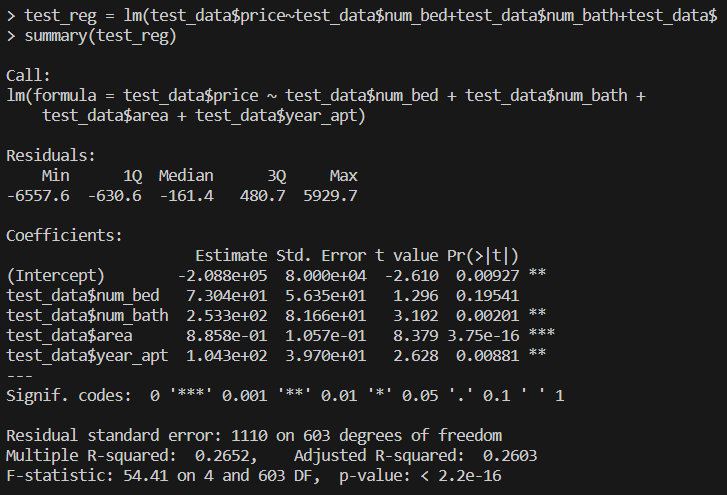 > test_reg = lm(test_data$price~test_data$num_bed+test_data$num_bath+test_data$
> summary(test_reg)
Call:
lm(formula = test_data$price ~ test_data$num_bed + test_data$num_bath +
    test_data$area + test_data$year_apt)
Residuals:
    Min      1Q  Median      3Q     Max
-6557.6  -630.6  -161.4   480.7  5929.7
Coefficients:
                     Estimate Std. Error t value Pr(>|t|)
(Intercept)        -2.088e+05  8.000e+04  -2.610  0.00927 **
test_data$num_bed   7.304e+01  5.635e+01   1.296  0.19541
test_data$num_bath  2.533e+02  8.166e+01   3.102  0.00201 **
test_data$area      8.858e-01  1.057e-01   8.379 3.75e-16 ***
test_data$year_apt  1.043e+02  3.970e+01   2.628  0.00881 **
---
Signif. codes:  0 '***' 0.001 '**' 0.01 '*' 0.05 '.' 0.1 ' ' 1
Residual standard error: 1110 on 603 degrees of freedom
Multiple R-squared:  0.2652,    Adjusted R-squared:  0.2603
F-statistic: 54.41 on 4 and 603 DF,  p-value: < 2.2e-16